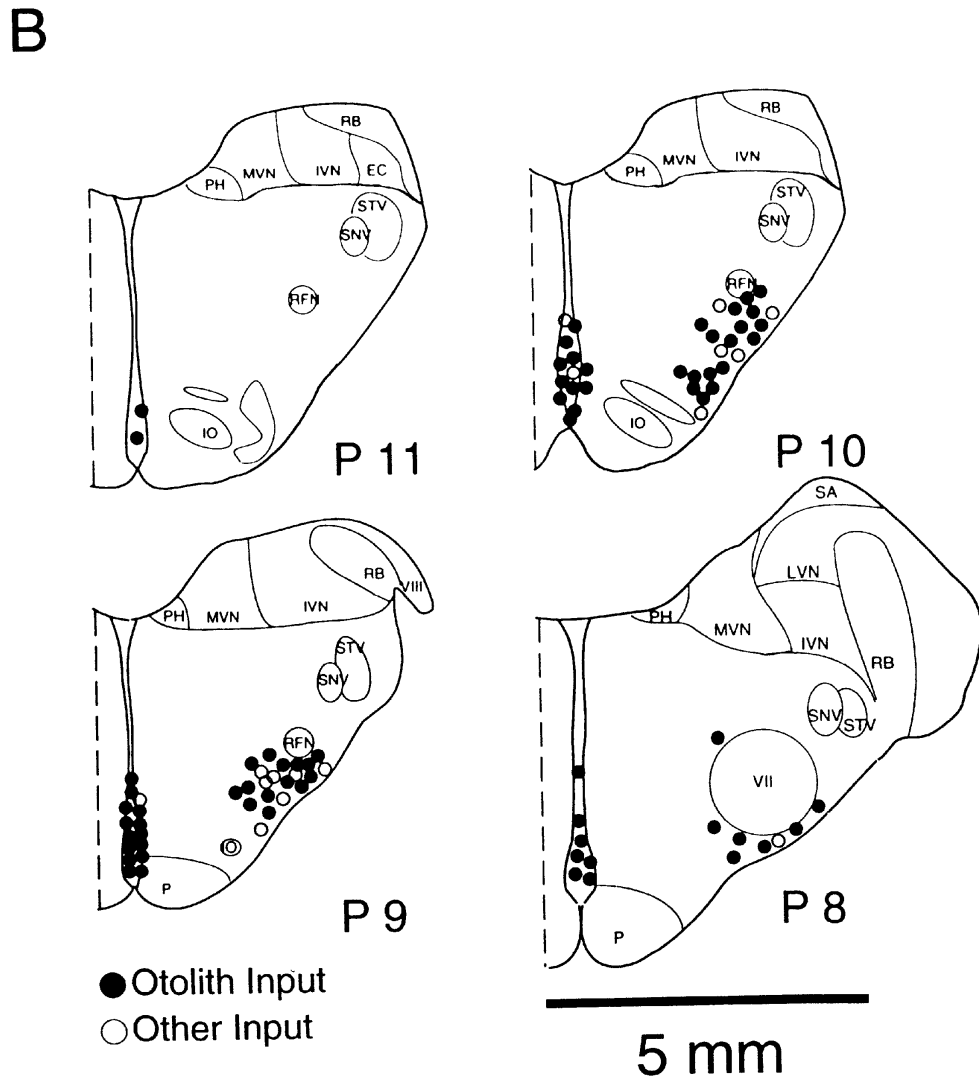 B
RB
PH MVN IVN EC
STV
SNV
RFN
IO
P 11
RB
PH MVN IVN
STV
SNV
RFN
IO
P 10
RB VIII
PH MVN IVN
STV
SNV
RFN
IO
P
P 9
SA
LVN
PH MVN IVN RB
SNV STV
VII
P
P 8
Otolith Input
Other Input
5 mm